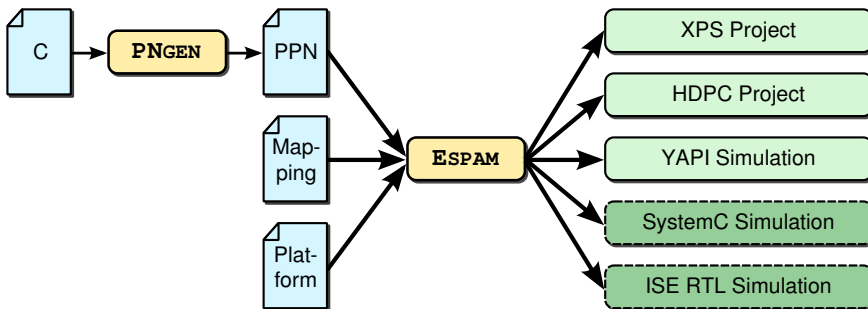 C
PNGEN
PPN
Map-
ping
Plat-
form
ESPAM
XPS Project
HDPC Project
YAPI Simulation
SystemC Simulation
ISE RTL Simulation